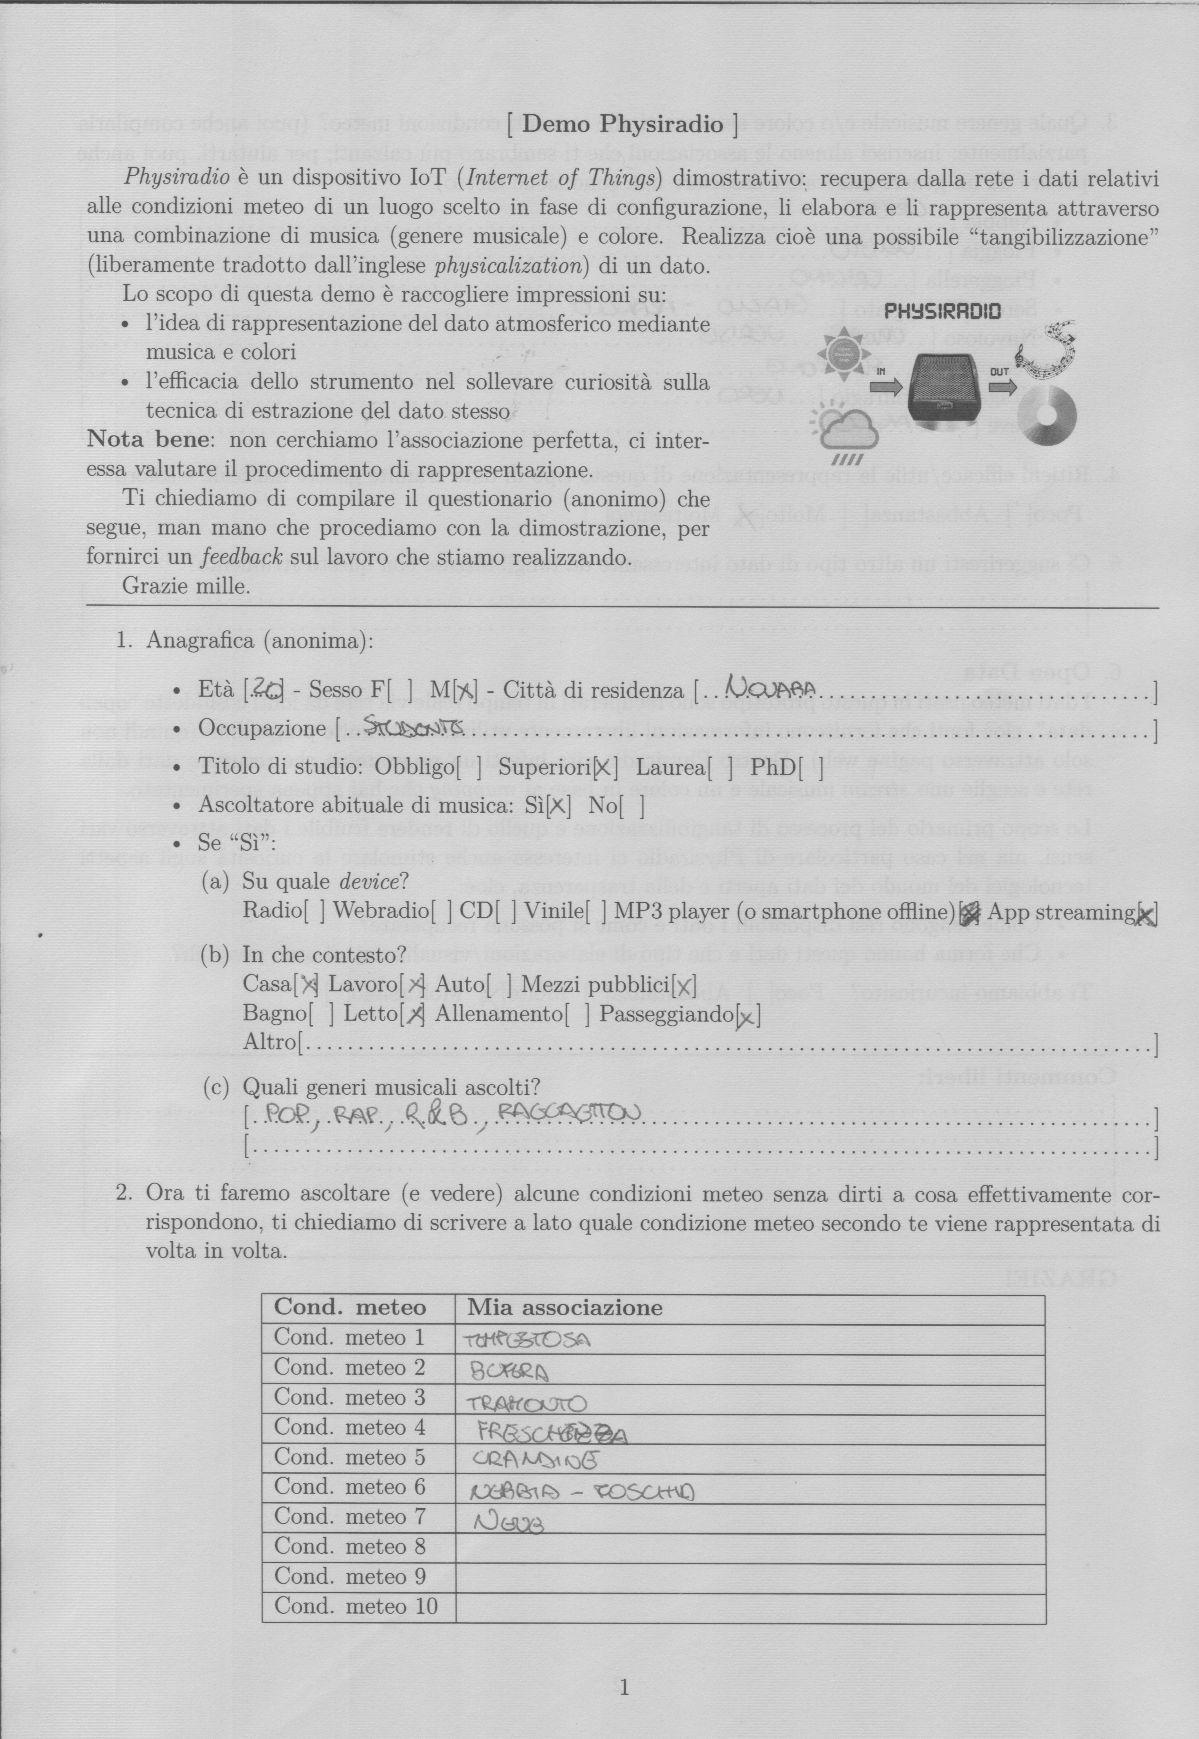 [ Demo Physiradio ]
Physiradio è un dispositivo IoT (Internet of Things) dimostrativo: recupera dalla rete i dati relativi
alle condizioni meteo di un luogo scelto in fase di configurazione, li elabora e li rappresenta attraverso
una combinazione di musica (genere musicale) e colore. Realizza cioè una possibile “tangibilizzazione”
(liberamente tradotto dall'inglese physicalization) di un dato.
Lo scopo di questa demo è raccogliere impressioni su:
• l'idea di rappresentazione del dato atmosferico mediante
musica e colori
• l'efficacia dello strumento nel sollevare curiosità sulla
tecnica di estrazione del dato stesso
Nota bene: non cerchiamo l'associazione perfetta, ci inter-
essa valutare il procedimento di rappresentazione.
Ti chiediamo di compilare il questionario (anonimo) che
segue, man mano che procediamo con la dimostrazione, per
fornirci un feedback sul lavoro che stiamo realizzando.
Grazie mille.
PHYSIRADIO
IN
OUT
1. Anagrafica (anonima):
• Età [20] - Sesso F[ ] M[X] - Città di residenza [..NOVARA..............................]
• Occupazione [..STUDENTE..............................]
• Titolo di studio: Obbligo[ ] Superiori[X] Laurea[ ] PhD[ ]
• Ascoltatore abituale di musica: Sì[X] No[ ]
• Se “Sì”:
(a) Su quale device?
Radio[ ] Webradio[ ] CD[ ] Vinile[ ] MP3 player (o smartphone offline)[X] App streaming[X]
(b) In che contesto?
Casa[X] Lavoro[X] Auto[ ] Mezzi pubblici[X]
Bagno[ ] Letto[X] Allenamento[ ] Passeggiando[X]
Altro[..............................]
(c) Quali generi musicali ascolti?
[..POP, RAP, R&B, RAGGAETTON..............................]
[..............................]
2. Ora ti faremo ascoltare (e vedere) alcune condizioni meteo senza dirti a cosa effettivamente cor-
rispondono, ti chiediamo di scrivere a lato quale condizione meteo secondo te viene rappresentata di
volta in volta.
Cond. meteo Mia associazione
Cond. meteo 1 TEMPESTOSA
Cond. meteo 2 BUFERA
Cond. meteo 3 TRAMONTO
Cond. meteo 4 FRESCHEZZA
Cond. meteo 5 GRANDINE
Cond. meteo 6 NEBBIA - FOSCHIA
Cond. meteo 7 NEVE
Cond. meteo 8
Cond. meteo 9
Cond. meteo 10
1